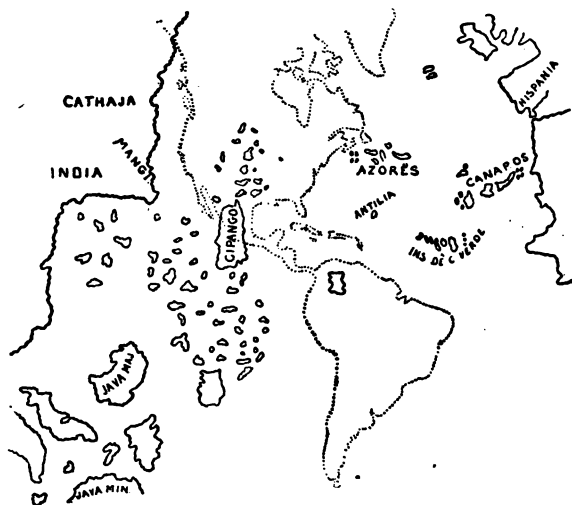 CATHAJA
MANGI
INDIA
CIPANGO
JAVA MAJ
JAVA MIN.
AZORES
ANTILIA
HISPANIA
CANAPOS
INS DE C VERDE